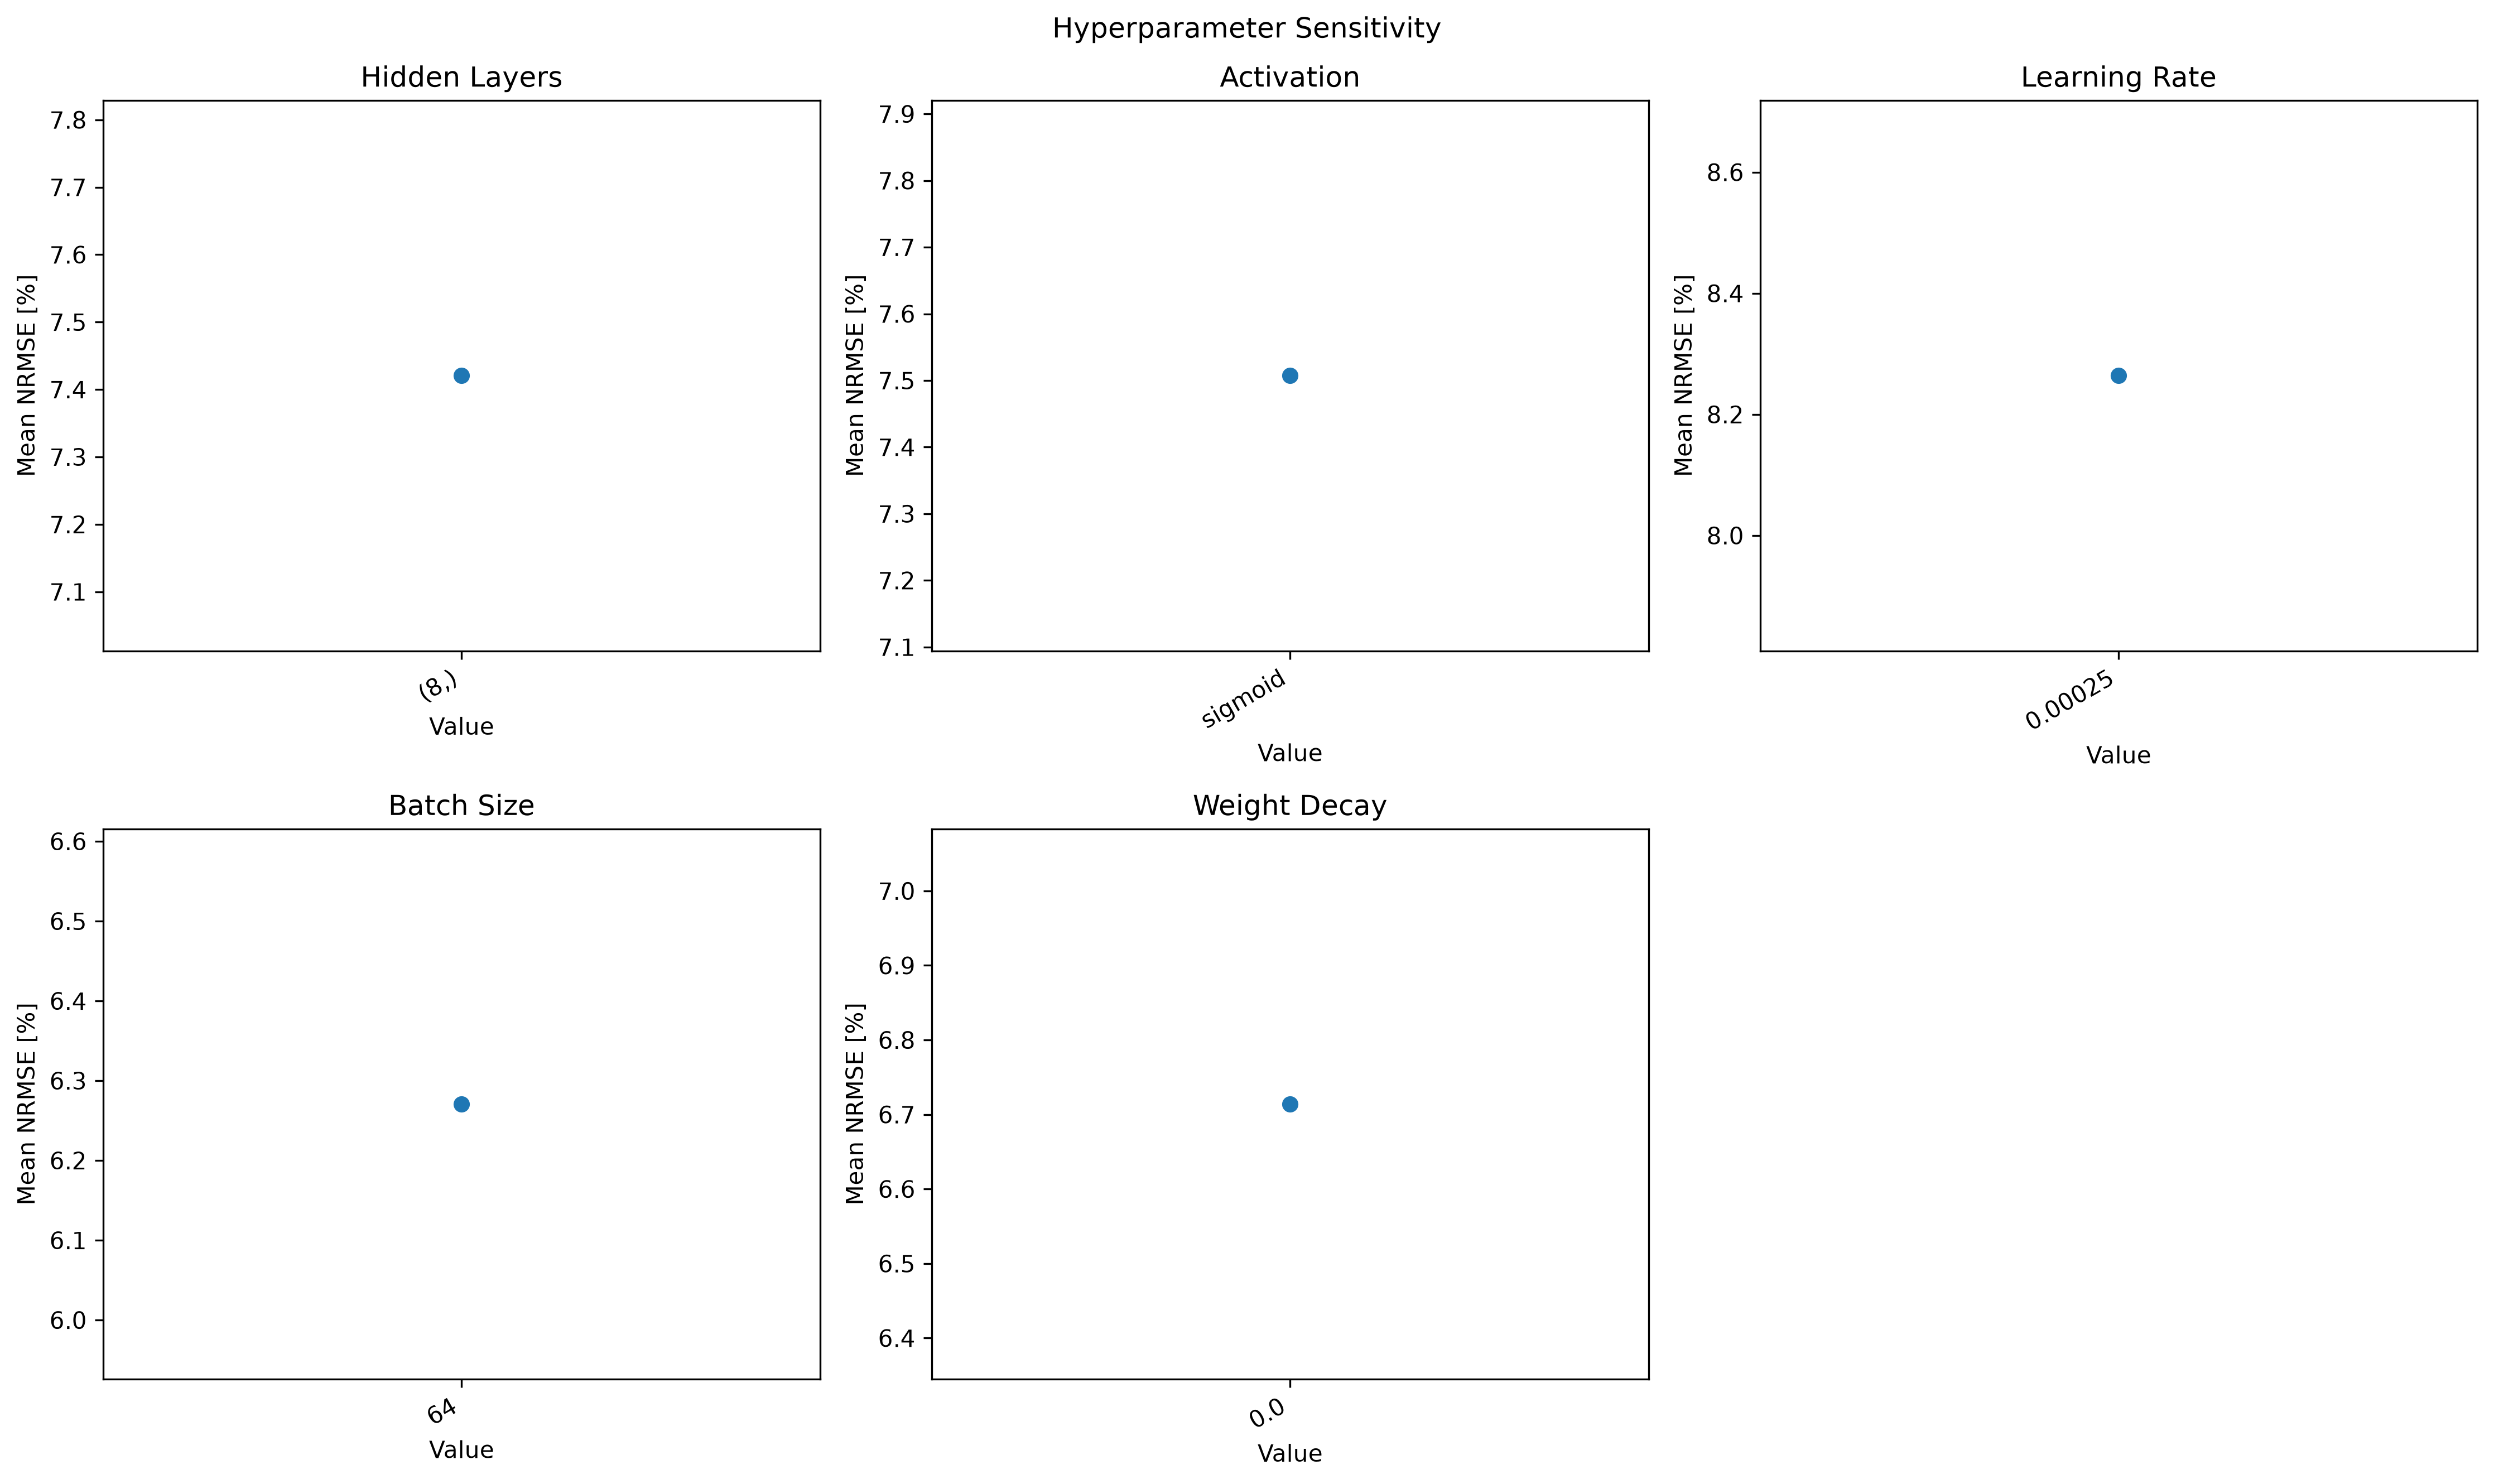 Hyperparameter Sensitivity
Hidden Layers
7.8
7.7
7.6
7.5
7.4
7.3
7.2
7.1
Mean NRMSE [%]
(8,)
Value
Activation
7.9
7.8
7.7
7.6
7.5
7.4
7.3
7.2
7.1
Mean NRMSE [%]
sigmoid
Value
Learning Rate
8.6
8.4
8.2
8.0
Mean NRMSE [%]
0.00025
Value
Batch Size
6.6
6.5
6.4
6.3
6.2
6.1
6.0
Mean NRMSE [%]
64
Value
Weight Decay
7.0
6.9
6.8
6.7
6.6
6.5
6.4
Mean NRMSE [%]
0.0
Value